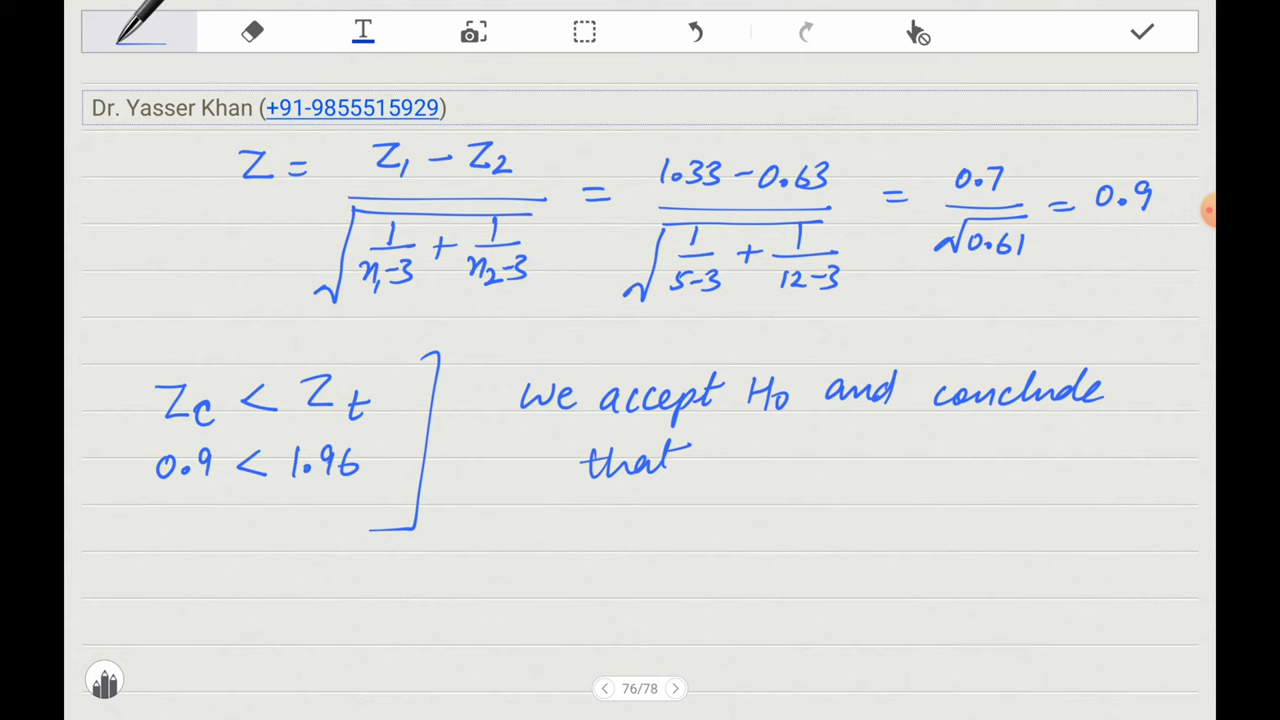 T
Dr. Yasser Khan (+91-9855515929)
Z = (Z₁ - Z₂) / √(1/(n₁-3) + 1/(n₂-3)) = (1.33 - 0.63) / √(1/(5-3) + 1/(12-3)) = 0.7 / √0.61 = 0.9
Zc < Zt
0.9 < 1.96
We accept H₀ and conclude
that
76/78